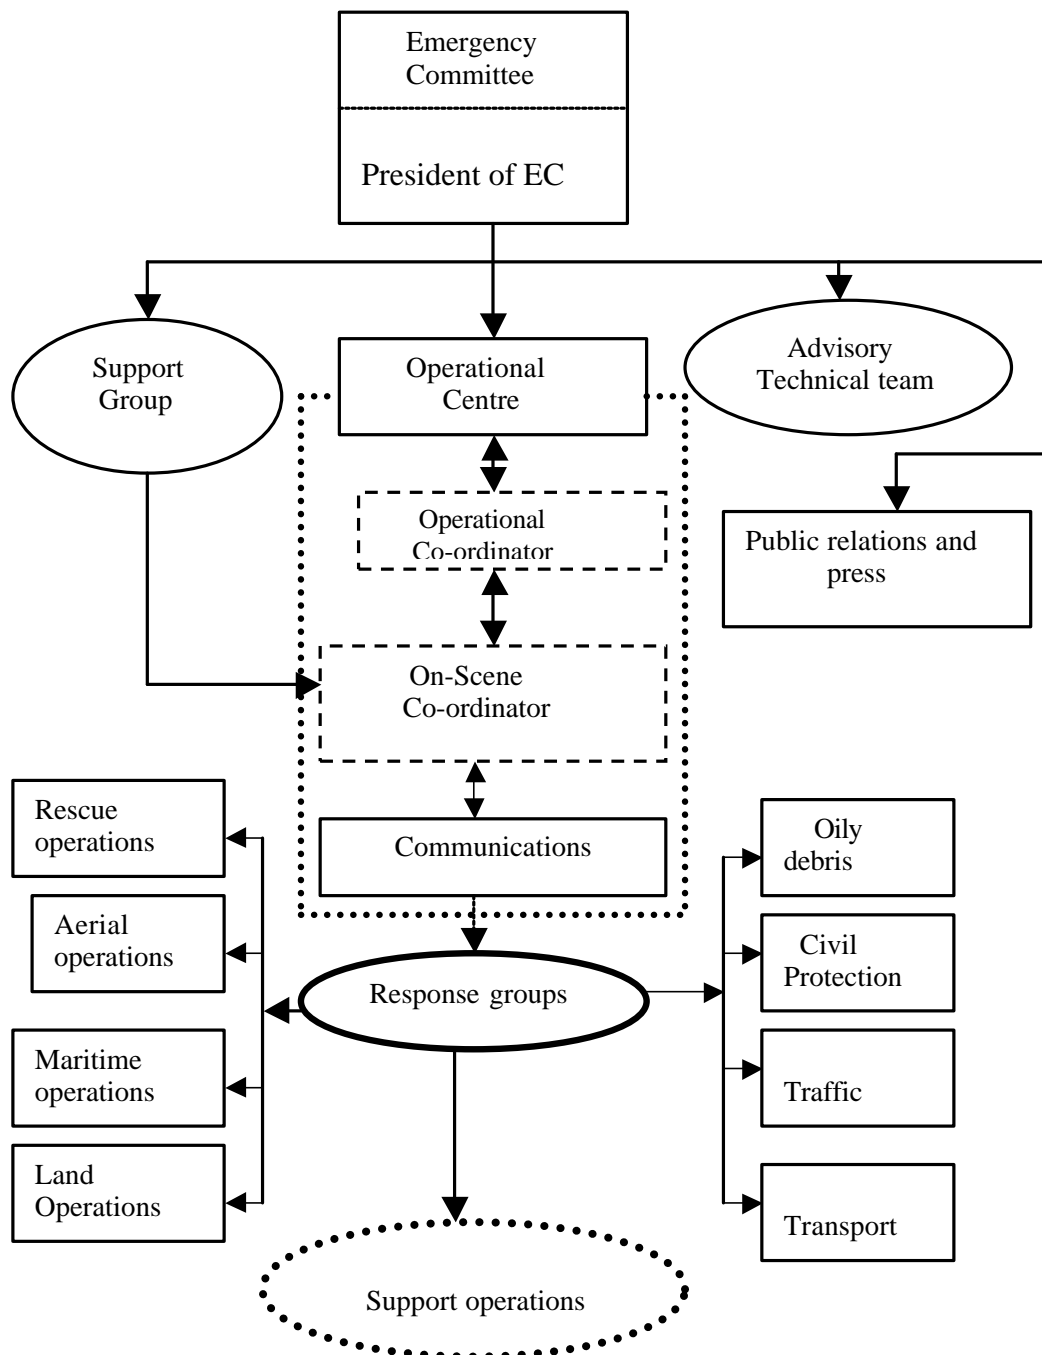 Emergency
Committee
President of EC
Support
Group
Operational
Centre
Advisory
Technical team
Operational
Co-ordinator
Public relations and
press
On-Scene
Co-ordinator
Rescue
operations
Communications
Oily
debris
Aerial
operations
Civil
Protection
Response groups
Maritime
operations
Traffic
Land
Operations
Transport
Support operations